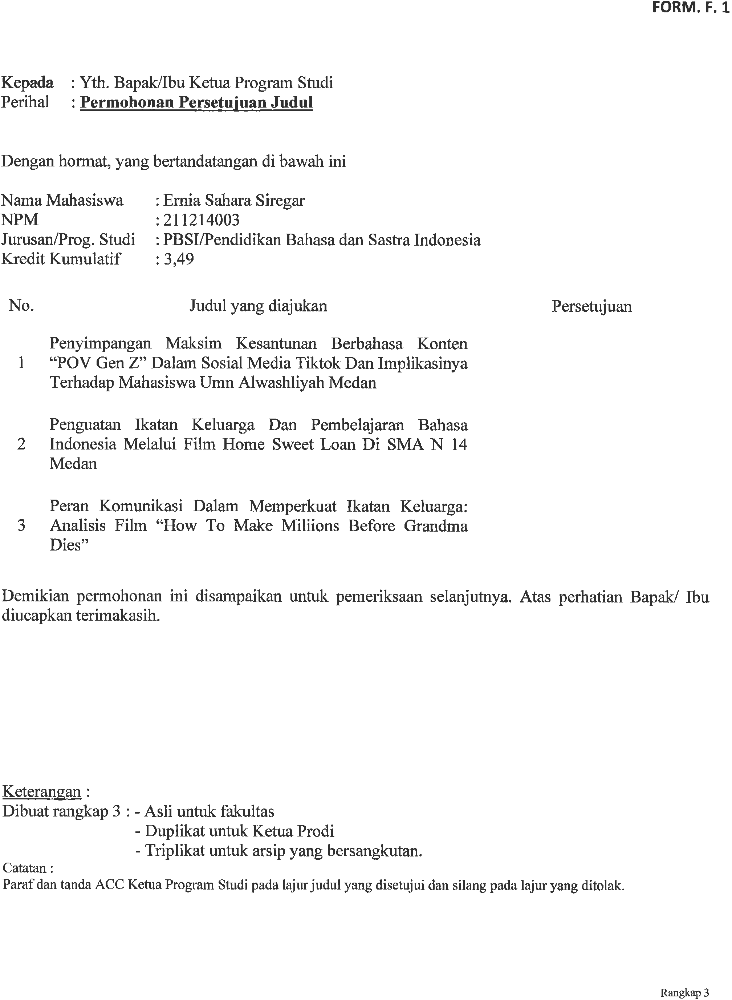 FORM. F. 1
Kepada : Yth. Bapak/Ibu Ketua Program Studi
Perihal : Permohonan Persetujuan Judul
Dengan hormat, yang bertandatangan di bawah ini
Nama Mahasiswa : Ernia Sahara Siregar
NPM : 211214003
Jurusan/Prog. Studi : PBSI/Pendidikan Bahasa dan Sastra Indonesia
Kredit Kumulatif : 3,49
No. Judul yang diajukan Persetujuan
Penyimpangan Maksim Kesantunan Berbahasa Konten
1 “POV Gen Z” Dalam Sosial Media Tiktok Dan Implikasinya
Terhadap Mahasiswa Umn Alwashliyah Medan
Penguatan Ikatan Keluarga Dan Pembelajaran Bahasa
2 Indonesia Melalui Film Home Sweet Loan Di SMA N 14
Medan
Peran Komunikasi Dalam Memperkuat Ikatan Keluarga:
3 Analisis Film “How To Make Miliions Before Grandma
Dies”
Demikian permohonan ini disampaikan untuk pemeriksaan selanjutnya. Atas perhatian Bapak/ Ibu
diucapkan terimakasih.
Keterangan :
Dibuat rangkap 3 : - Asli untuk fakultas
- Duplikat untuk Ketua Prodi
- Triplikat untuk arsip yang bersangkutan.
Catatan :
Paraf dan tanda ACC Ketua Program Studi pada lajur judul yang disetujui dan silang pada lajur yang ditolak.
Rangkap 3